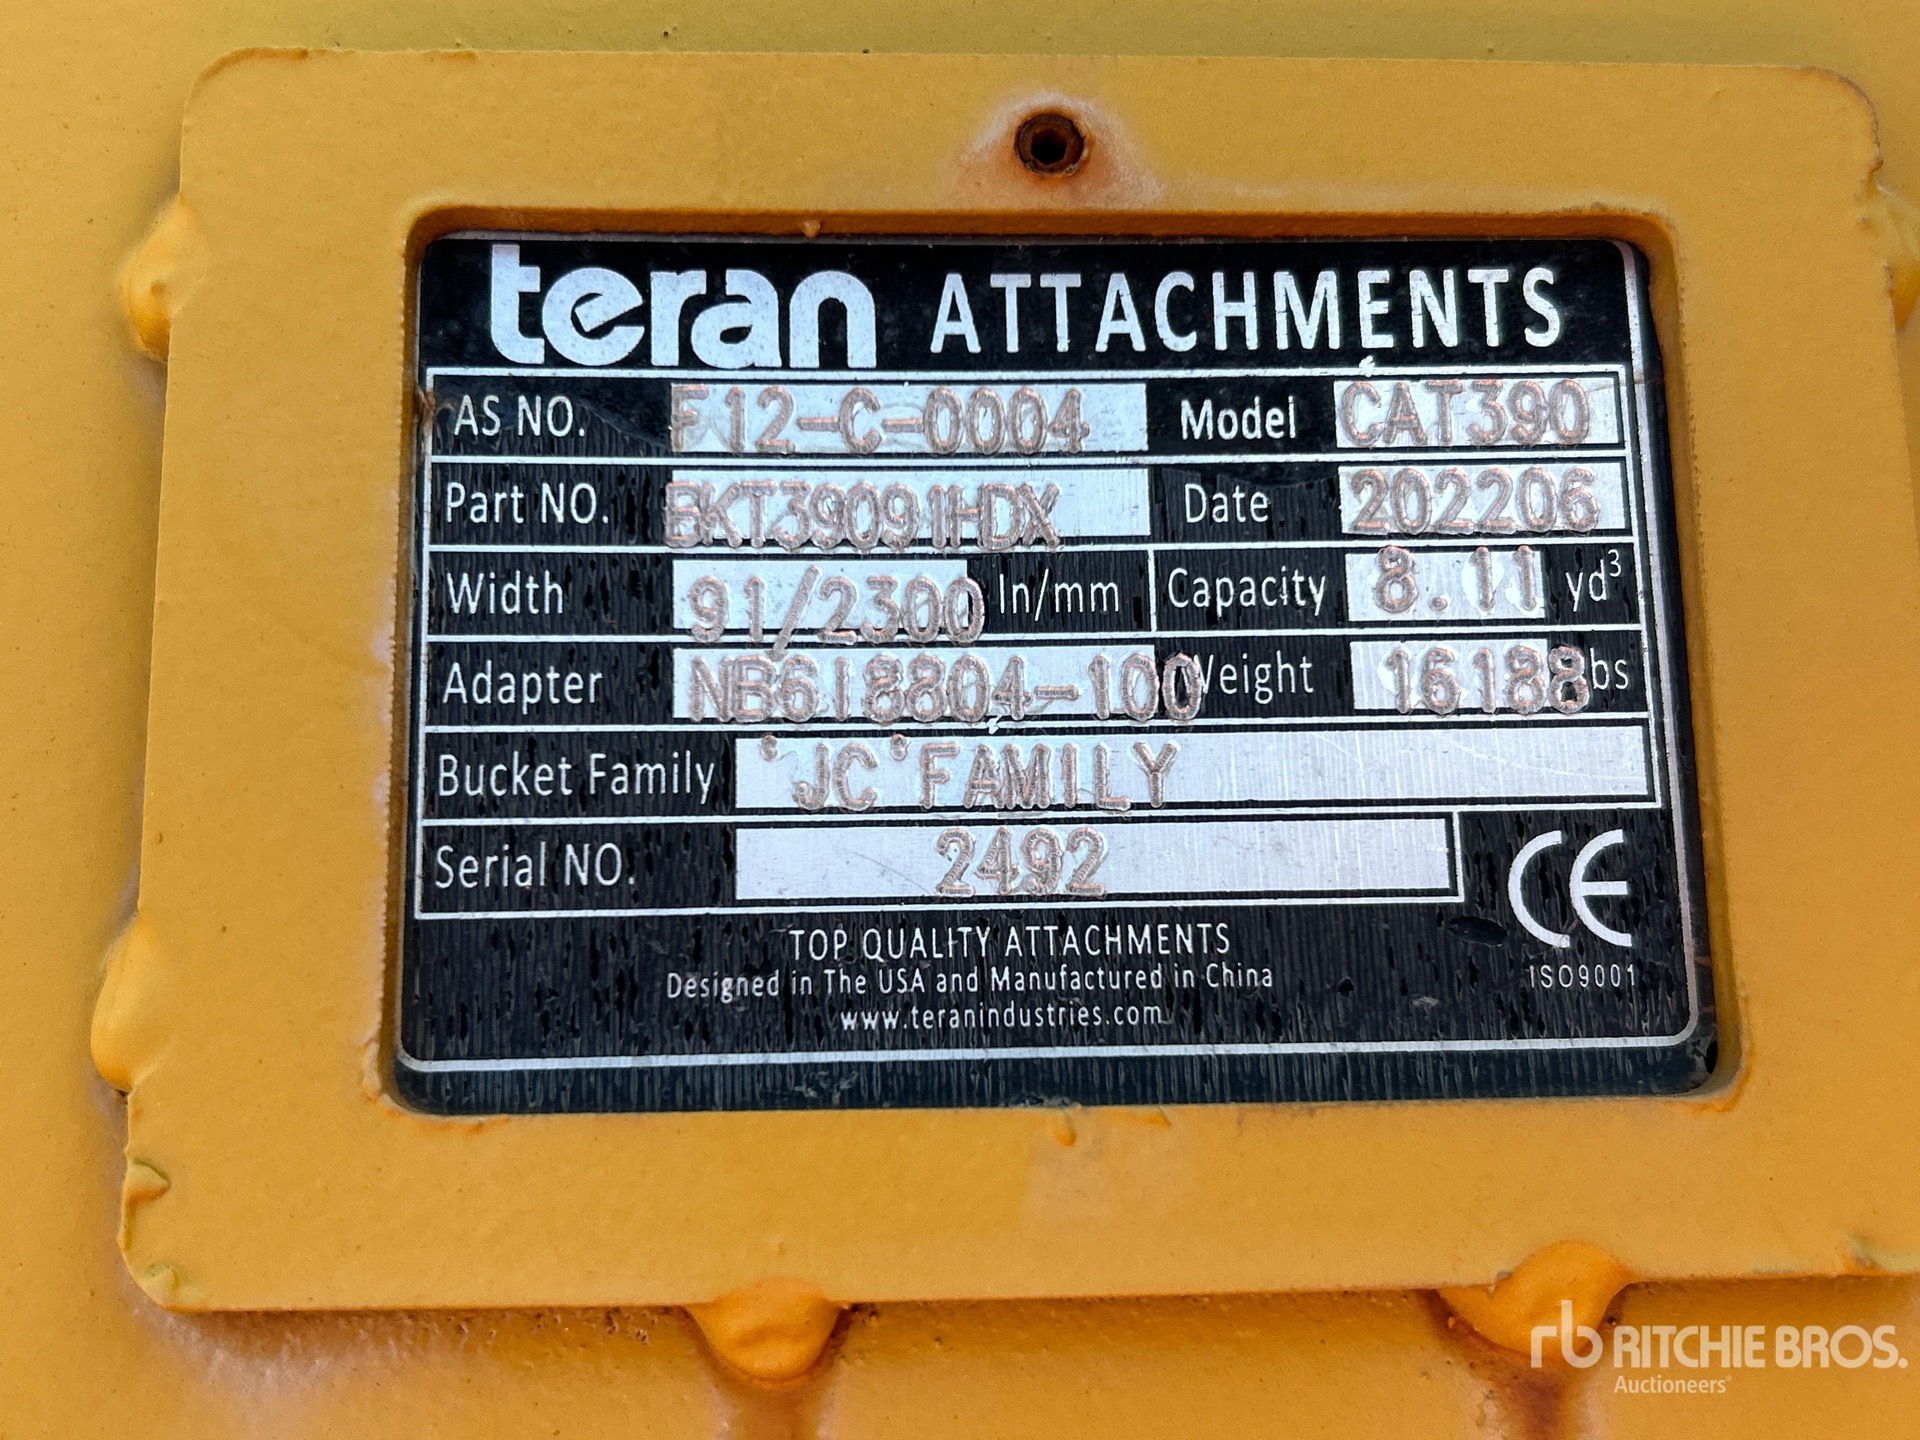 teran ATTACHMENTS
AS NO. F12-C-0004 Model CAT390
Part NO. BKT39091HDX Date 202206
Width 91/2300 In/mm Capacity 8.11 yd³
Adapter NB618804-100 Weight 16188 lbs
Bucket Family 'JC'FAMILY
Serial NO. 2492
CE
TOP QUALITY ATTACHMENTS
Designed in The USA and Manufactured in China
ISO9001
www.teranindustries.com
rb RITCHIE BROS.
Auctioneers